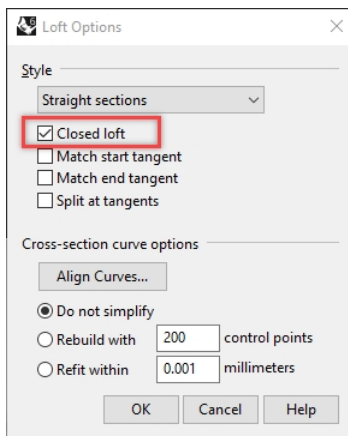 Loft Options
Style
Straight sections
Closed loft
Match start tangent
Match end tangent
Split at tangents
Cross-section curve options
Align Curves...
Do not simplify
Rebuild with 200 control points
Refit within 0.001 millimeters
OK Cancel Help